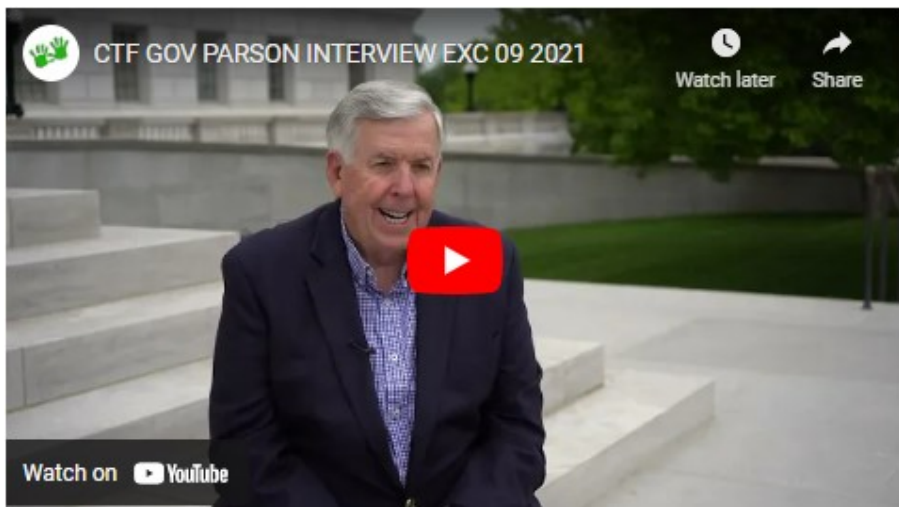 CTF GOV PARSON INTERVIEW EXC 09 2021
Watch later
Share
Watch on YouTube